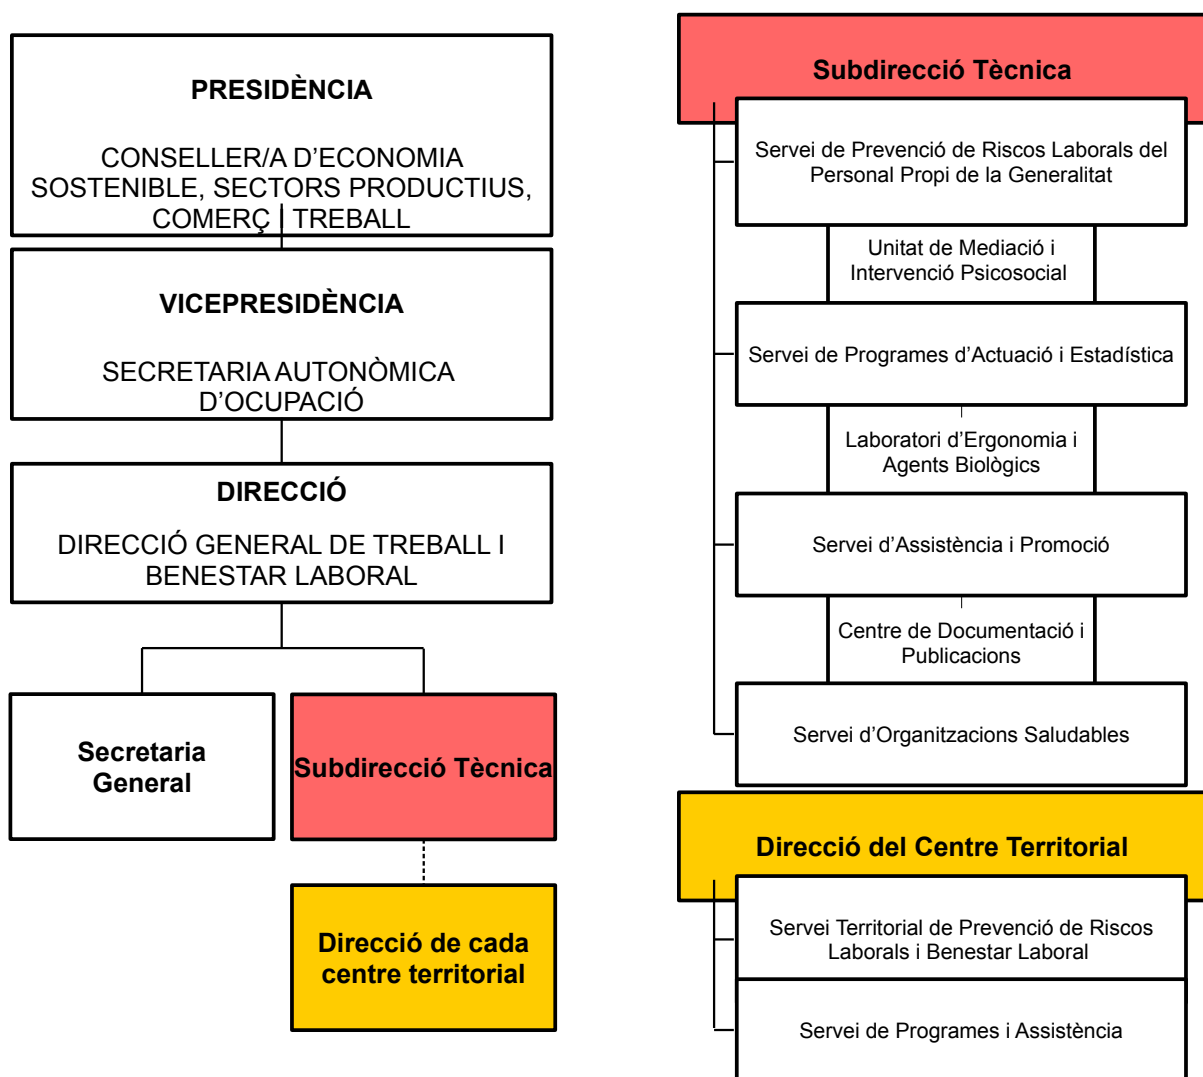 PRESIDÈNCIA
CONSELLER/A D’ECONOMIA
SOSTENIBLE, SECTORS PRODUCTIUS,
COMERÇ I TREBALL
VICEPRESIDÈNCIA
SECRETARIA AUTONÒMICA
D’OCUPACIÓ
DIRECCIÓ
DIRECCIÓ GENERAL DE TREBALL I
BENESTAR LABORAL
Secretaria
General
Subdirecció Tècnica
Direcció de cada
centre territorial
Subdirecció Tècnica
Servei de Prevenció de Riscos Laborals del
Personal Propi de la Generalitat
Unitat de Mediació i
Intervenció Psicosocial
Servei de Programes d’Actuació i Estadística
Laboratori d’Ergonomia i
Agents Biològics
Servei d’Assistència i Promoció
Centre de Documentació i
Publicacions
Servei d’Organitzacions Saludables
Direcció del Centre Territorial
Servei Territorial de Prevenció de Riscos
Laborals i Benestar Laboral
Servei de Programes i Assistència